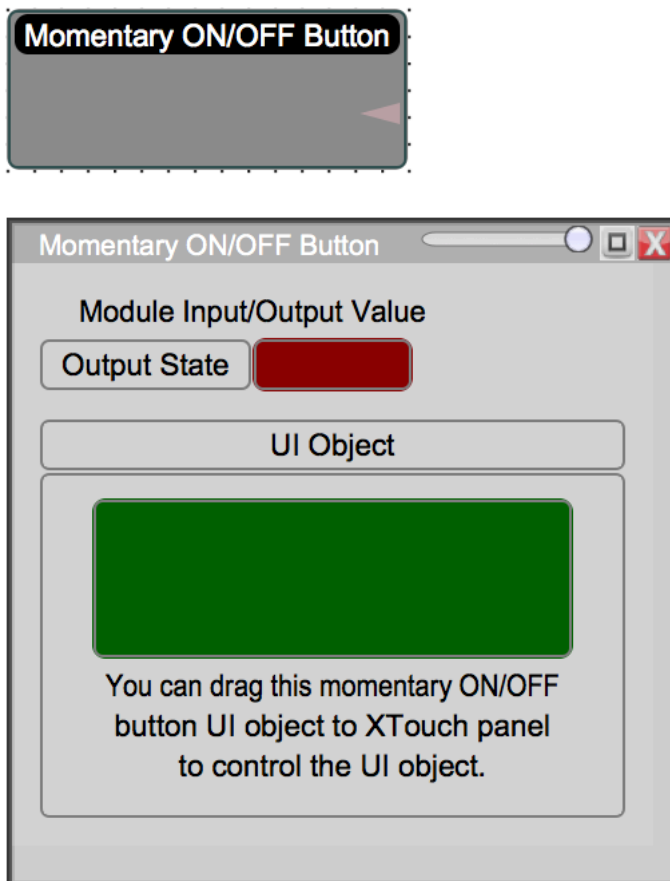 Momentary ON/OFF Button
Momentary ON/OFF Button
X
Module Input/Output Value
Output State
UI Object
You can drag this momentary ON/OFF
button UI object to XTouch panel
to control the UI object.